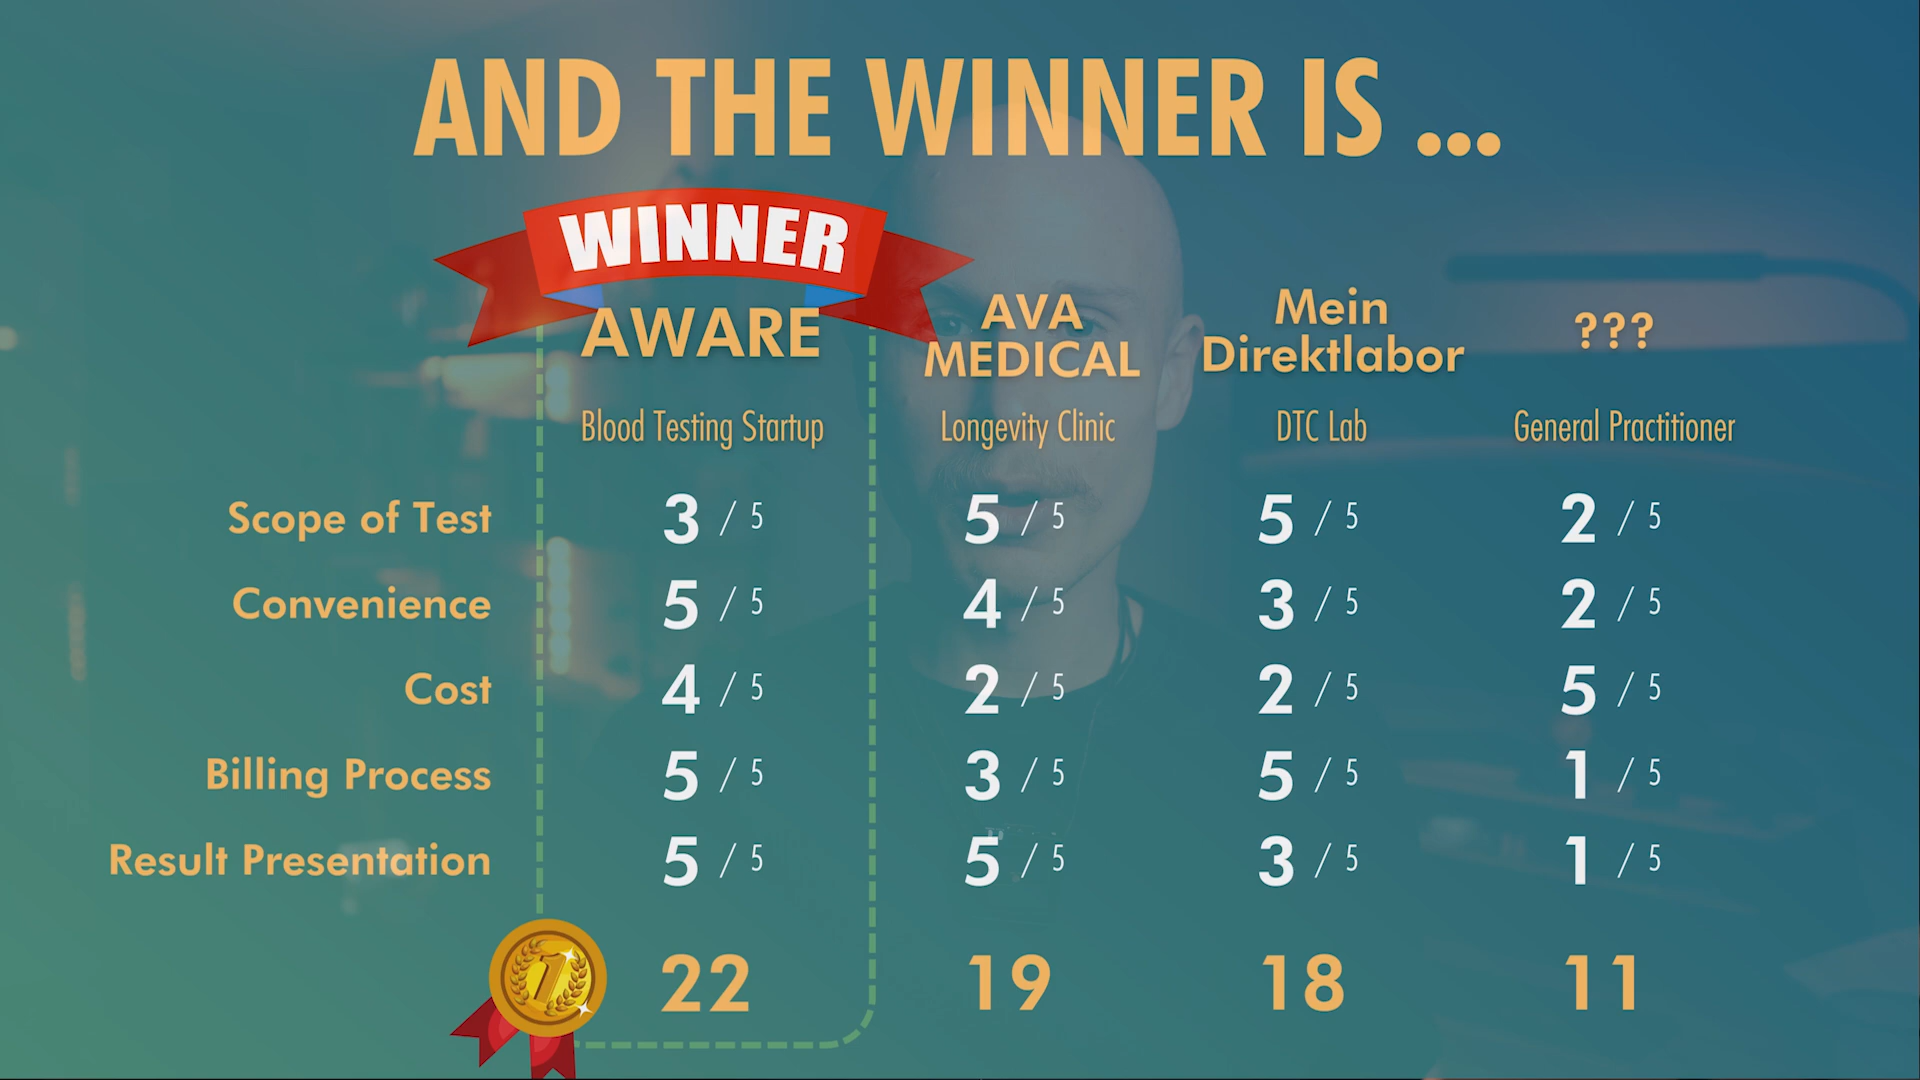 AND THE WINNER IS ...
WINNER
AWARE
AVA
MEDICAL
Mein
Direktlabor
???
Blood Testing Startup
Longevity Clinic
DTC Lab
General Practitioner
Scope of Test 3 / 5 5 / 5 5 / 5 2 / 5
Convenience 5 / 5 4 / 5 3 / 5 2 / 5
Cost 4 / 5 2 / 5 2 / 5 5 / 5
Billing Process 5 / 5 3 / 5 5 / 5 1 / 5
Result Presentation 5 / 5 5 / 5 3 / 5 1 / 5
1 22 19 18 11